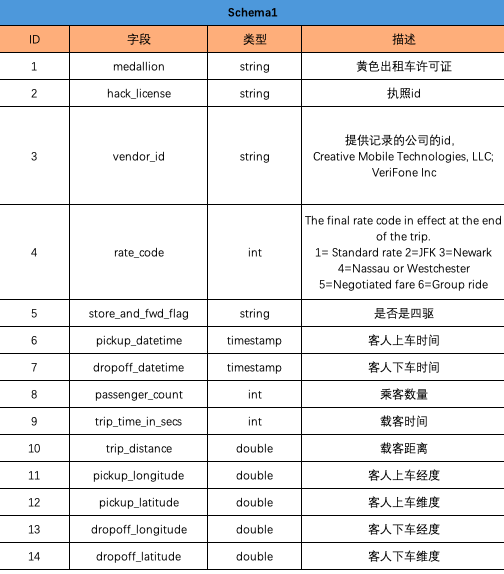 Schema1
ID 字段 类型 描述
1 medallion string 黄色出租车许可证
2 hack_license string 执照id
3 vendor_id string 提供记录的公司的id,
Creative Mobile Technologies, LLC;
VeriFone Inc
4 rate_code int The final rate code in effect at the end
of the trip.
1= Standard rate 2=JFK 3=Newark
4=Nassau or Westchester
5=Negotiated fare 6=Group ride
5 store_and_fwd_flag string 是否是四驱
6 pickup_datetime timestamp 客人上车时间
7 dropoff_datetime timestamp 客人下车时间
8 passenger_count int 乘客数量
9 trip_time_in_secs int 载客时间
10 trip_distance double 载客距离
11 pickup_longitude double 客人上车经度
12 pickup_latitude double 客人上车维度
13 dropoff_longitude double 客人下车经度
14 dropoff_latitude double 客人下车维度